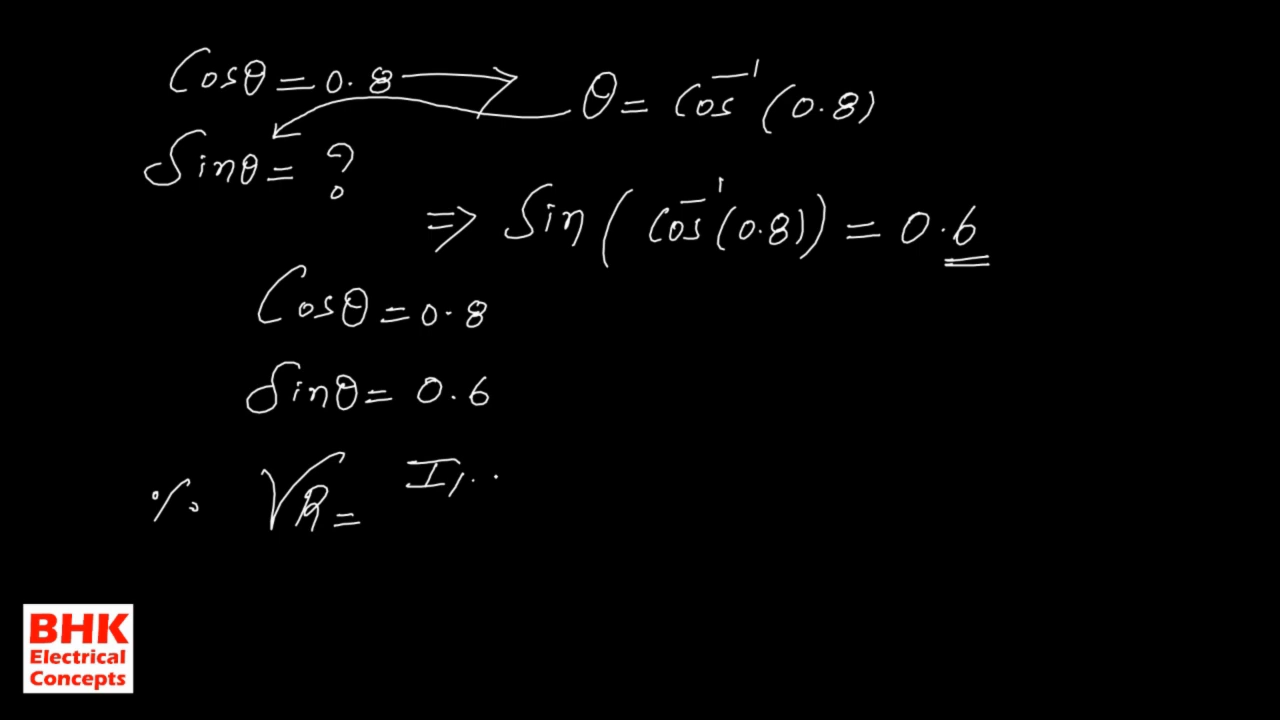 Cosθ = 0.8 → θ = Cos⁻¹(0.8)
Sinθ = ?
⇒ Sin(Cos⁻¹(0.8)) = 0.6
Cosθ = 0.8
Sinθ = 0.6
% VR =
BHK
Electrical
Concepts